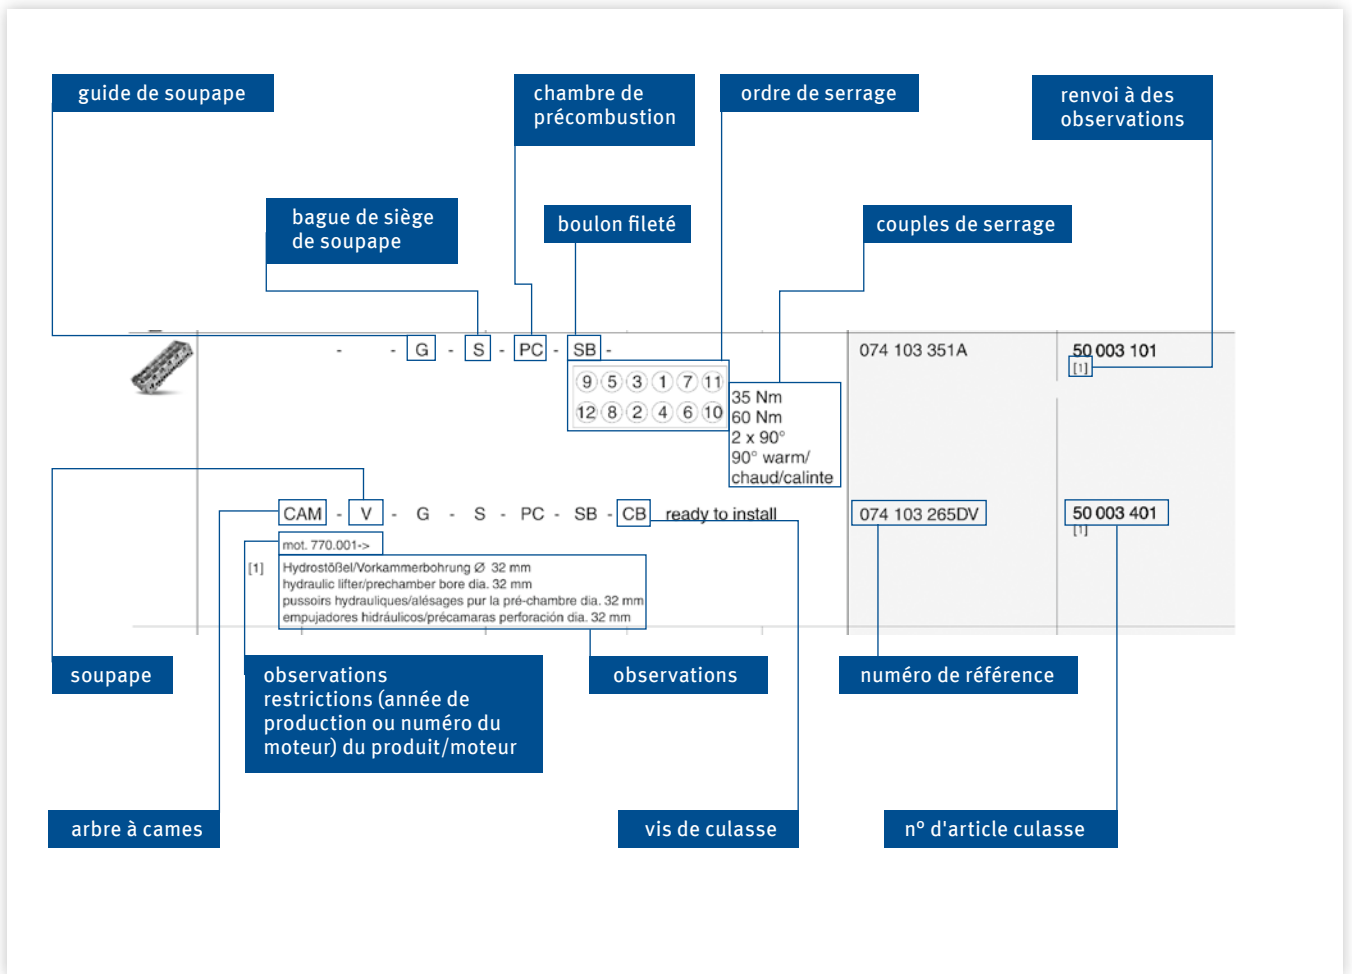 guide de soupape
chambre de
précombustion
ordre de serrage
renvoi à des
observations
bague de siège
de soupape
boulon fileté
couples de serrage
- - G - S - PC - SB -
074 103 351A
50 003 101
[1]
9 5 3 1 7 11
12 8 2 4 6 10
35 Nm
60 Nm
2 x 90°
90° warm/
chaud/calinte
CAM - V - G - S - PC - SB - CB ready to install
074 103 265DV
50 003 401
[1]
mot. 770.001->
[1] Hydrostößel/Vorkammerbohrung Ø 32 mm
hydraulic lifter/prechamber bore dia. 32 mm
pussoirs hydrauliques/alésages pur la pré-chambre dia. 32 mm
empujadores hidráulicos/précamaras perforación dia. 32 mm
soupape
observations
restrictions (année de
production ou numéro du
moteur) du produit/moteur
observations
numéro de référence
arbre à cames
vis de culasse
n° d'article culasse